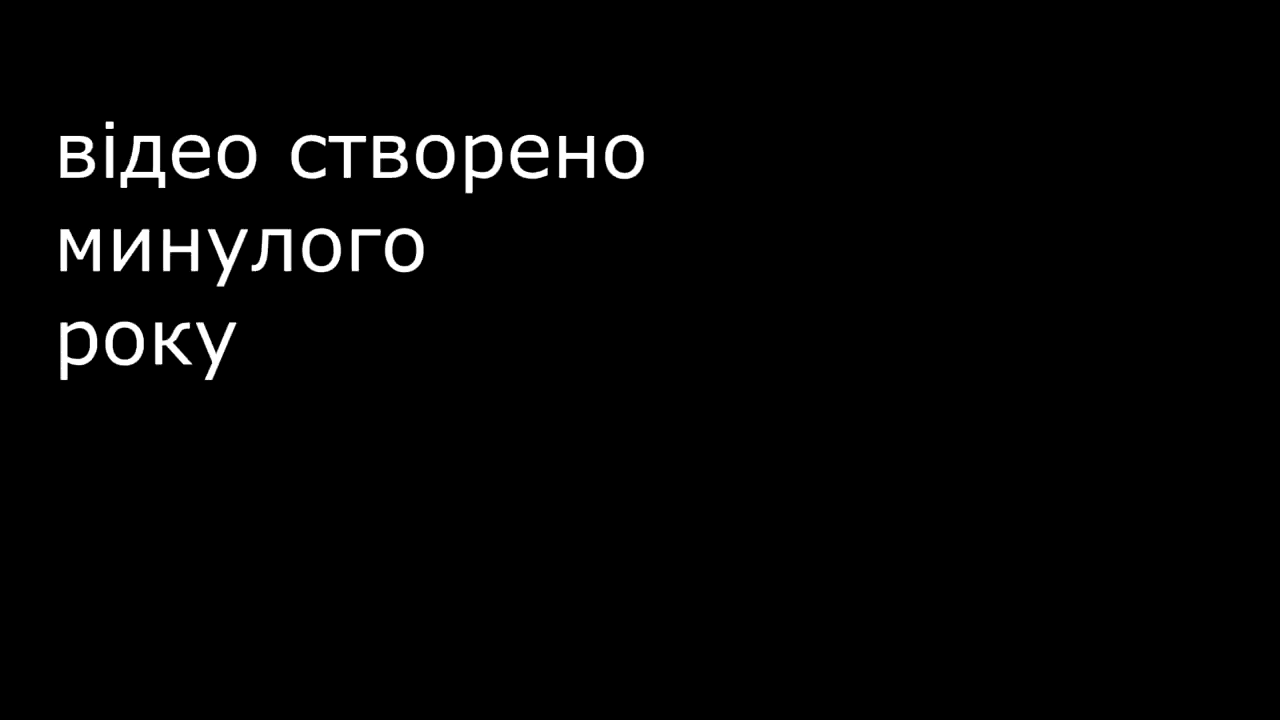 відео створено
минулого
року